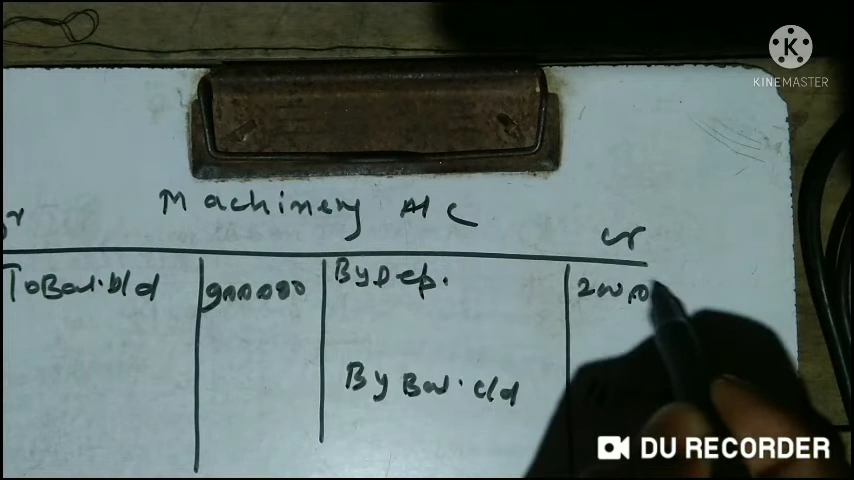 K
KINEMASTER
Machinery A/C
Cr
To Bal. b/d 900000 By Dep.
By Bal. c/d
DU RECORDER